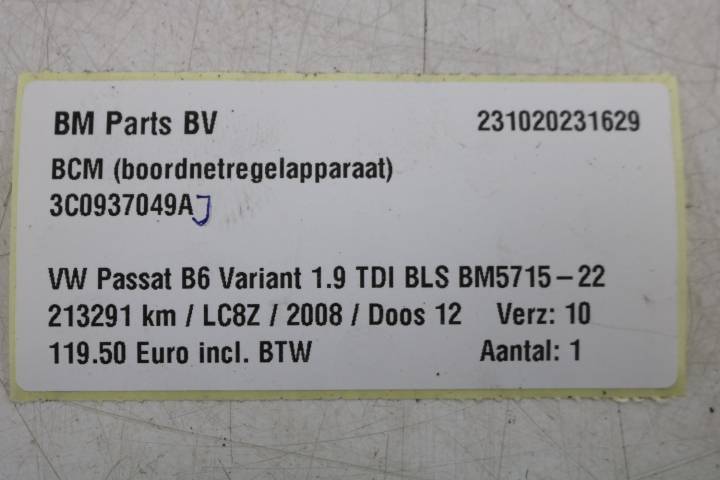 BM Parts BV 231020231629
BCM (boordnetregelapparaat)
3C0937049AJ
VW Passat B6 Variant 1.9 TDI BLS BM5715-22
213291 km / LC8Z / 2008 / Doos 12 Verz: 10
119.50 Euro incl. BTW Aantal: 1